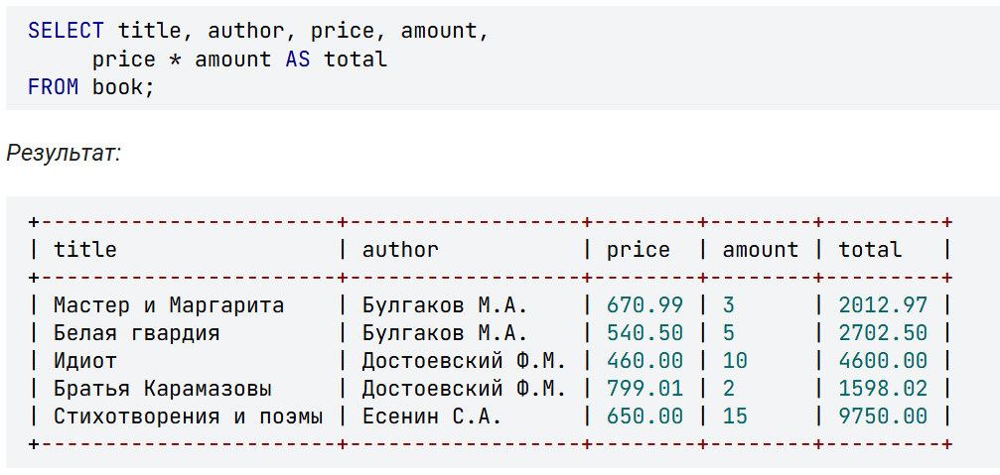 SELECT title, author, price, amount,
     price * amount AS total
FROM book;
Результат:
+-----------------------+------------------+--------+--------+---------+
| title                 | author           | price  | amount | total   |
+-----------------------+------------------+--------+--------+---------+
| Мастер и Маргарита    | Булгаков М.А.    | 670.99 | 3      | 2012.97 |
| Белая гвардия         | Булгаков М.А.    | 540.50 | 5      | 2702.50 |
| Идиот                 | Достоевский Ф.М. | 460.00 | 10     | 4600.00 |
| Братья Карамазовы     | Достоевский Ф.М. | 799.01 | 2      | 1598.02 |
| Стихотворения и поэмы | Есенин С.А.      | 650.00 | 15     | 9750.00 |
+-----------------------+------------------+--------+--------+---------+